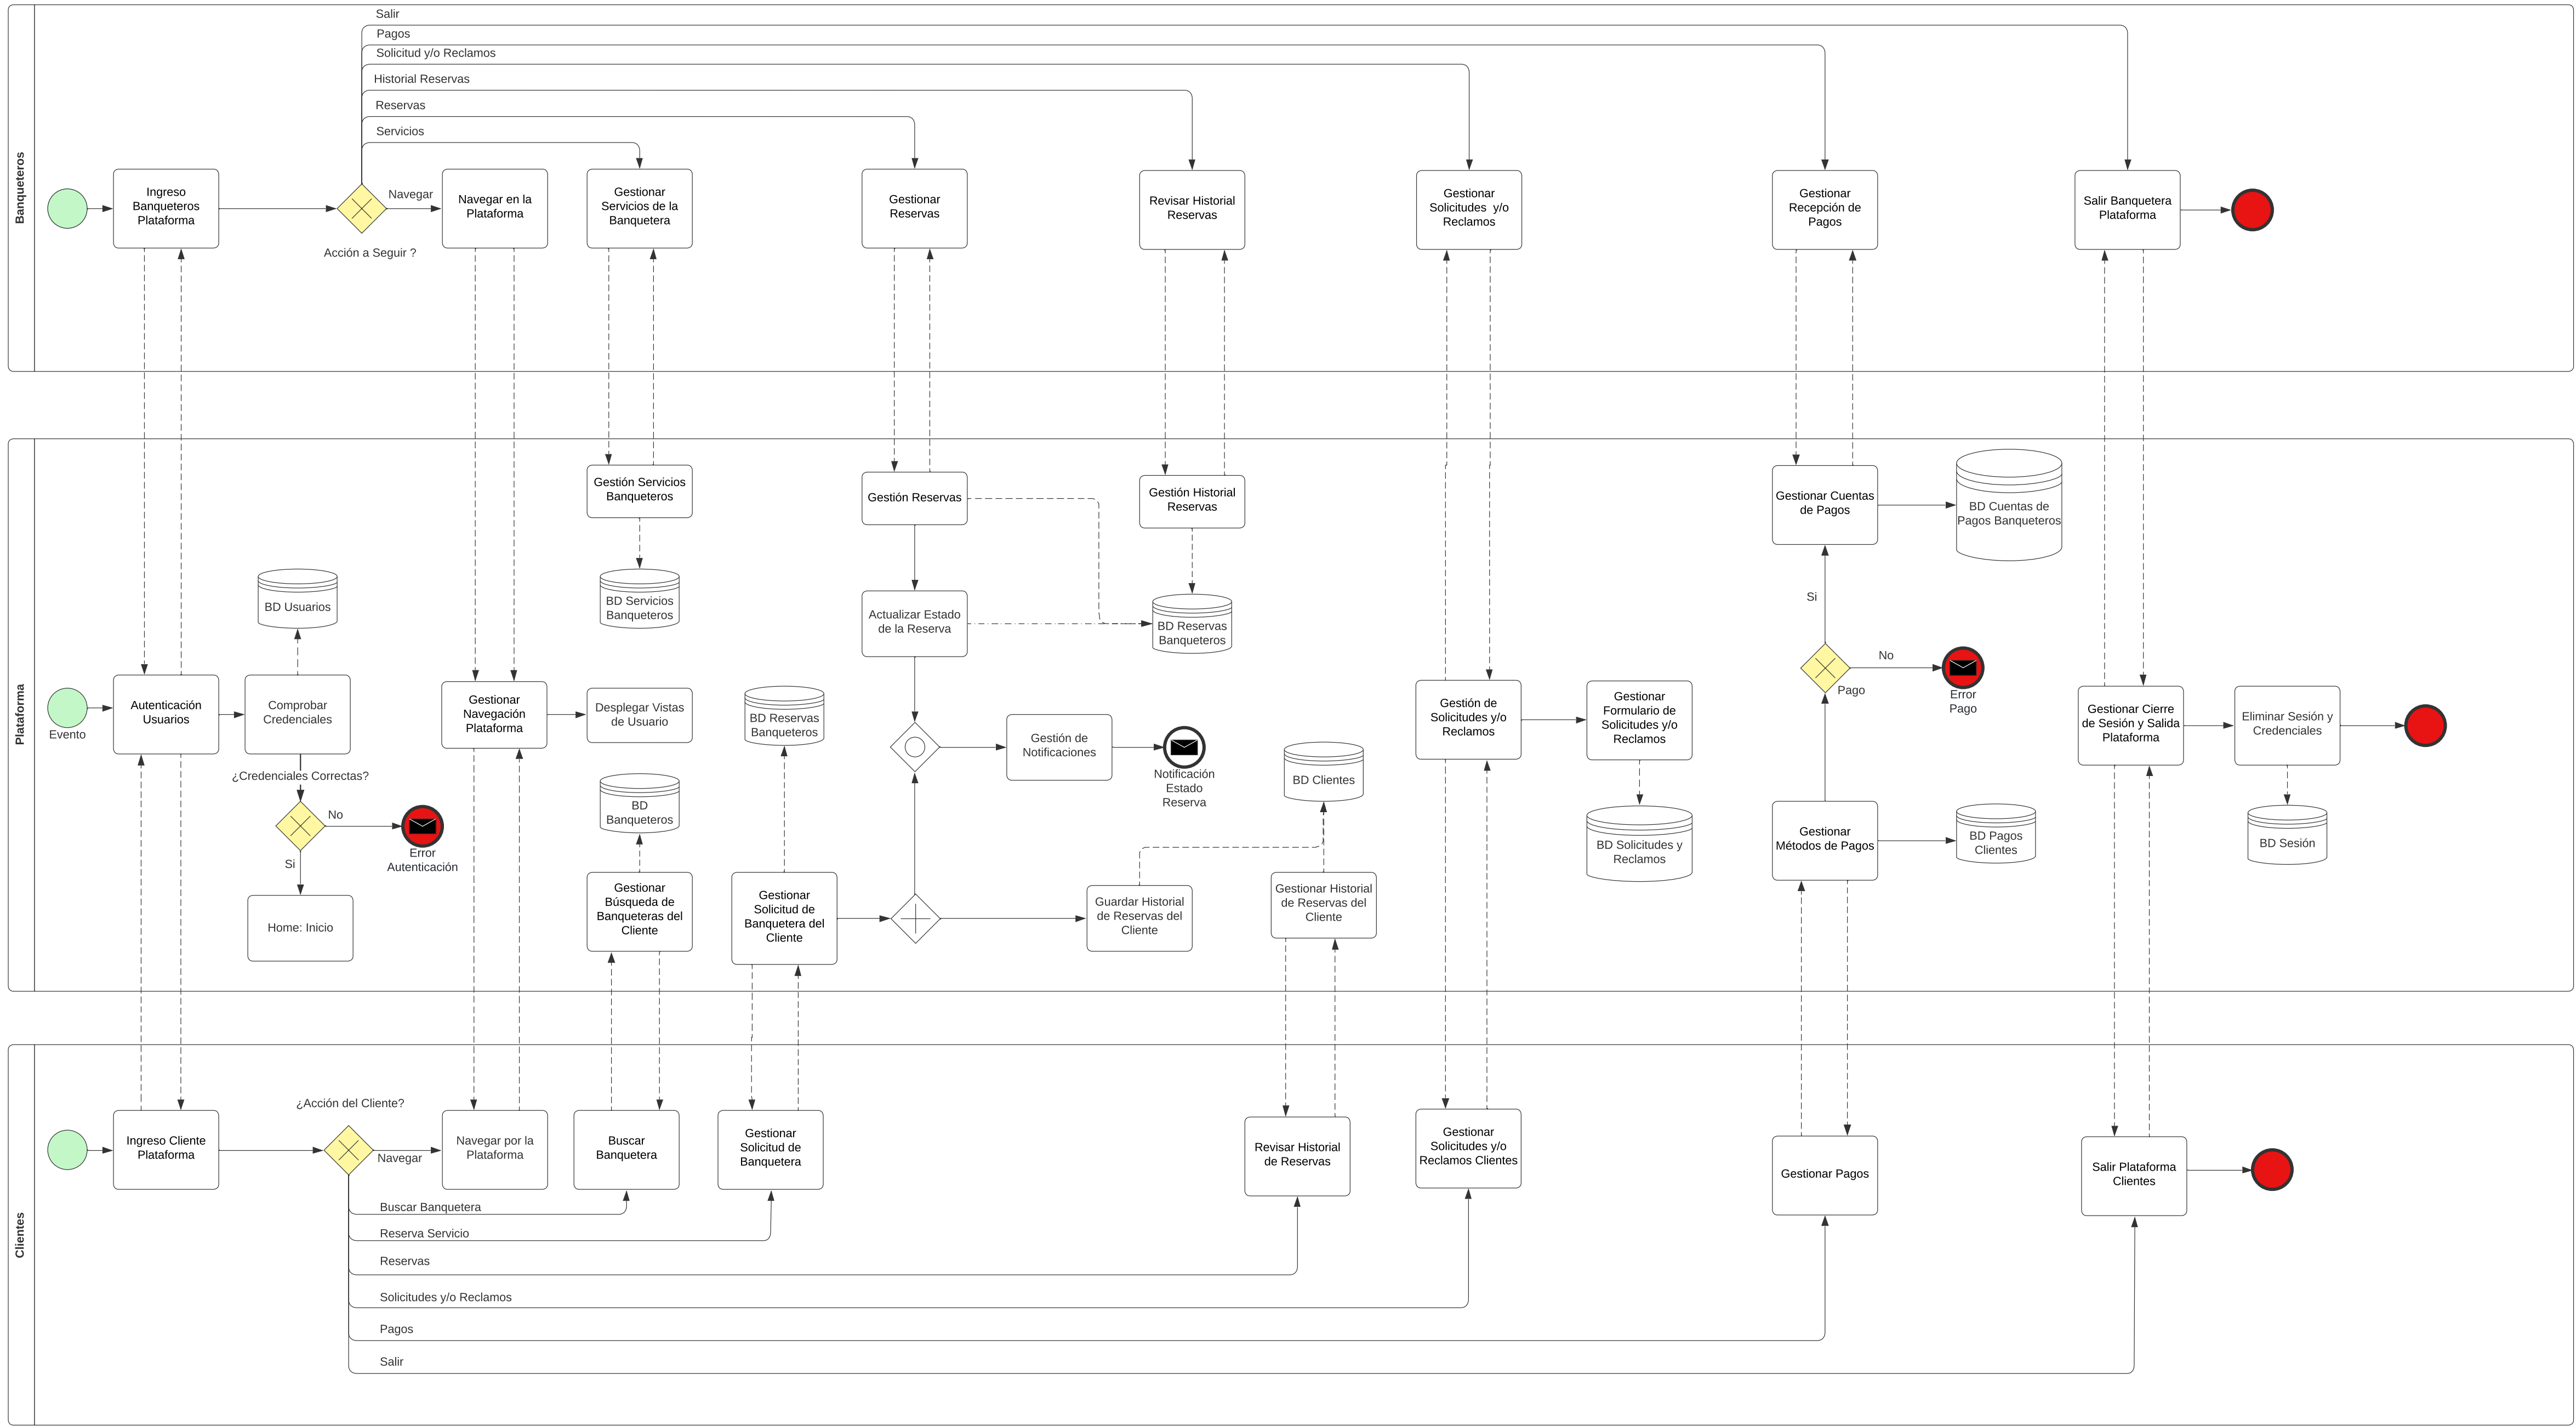 Salir
Pagos
Solicitud y/o Reclamos
Historial Reservas
Reservas
Servicios
Banqueteros
Ingreso
Banqueteros
Plataforma
Navegar
Acción a Seguir ?
Navegar en la
Plataforma
Gestionar
Servicios de la
Banquetera
Gestionar
Reservas
Revisar Historial
Reservas
Gestionar
Solicitudes y/o
Reclamos
Gestionar
Recepción de
Pagos
Salir Banquetera
Plataforma
Plataforma
Evento
Autenticación
Usuarios
BD Usuarios
Comprobar
Credenciales
¿Credenciales Correctas?
No
Si
Error
Autenticación
Home: Inicio
Gestionar
Navegación
Plataforma
Desplegar Vistas
de Usuario
Gestión Servicios
Banqueteros
BD Servicios
Banqueteros
BD
Banqueteros
Gestionar
Búsqueda de
Banqueteras del
Cliente
BD Reservas
Banqueteros
Gestionar
Solicitud de
Banquetera del
Cliente
Gestión Reservas
Actualizar Estado
de la Reserva
Gestión de
Notificaciones
Notificación
Estado
Reserva
Guardar Historial
de Reservas del
Cliente
Gestión Historial
Reservas
BD Reservas
Banqueteros
BD Clientes
Gestionar Historial
de Reservas del
Cliente
Gestión de
Solicitudes y/o
Reclamos
Gestionar
Formulario de
Solicitudes y/o
Reclamos
BD Solicitudes y
Reclamos
Gestionar Cuentas
de Pagos
BD Cuentas de
Pagos Banqueteros
Si
No
Pago
Error
Pago
Gestionar
Métodos de Pagos
BD Pagos
Clientes
Gestionar Cierre
de Sesión y Salida
Plataforma
Eliminar Sesión y
Credenciales
BD Sesión
Clientes
Ingreso Cliente
Plataforma
¿Acción del Cliente?
Navegar
Navegar por la
Plataforma
Buscar
Banquetera
Gestionar
Solicitud de
Banquetera
Revisar Historial
de Reservas
Gestionar
Solicitudes y/o
Reclamos Clientes
Gestionar Pagos
Salir Plataforma
Clientes
Buscar Banquetera
Reserva Servicio
Reservas
Solicitudes y/o Reclamos
Pagos
Salir